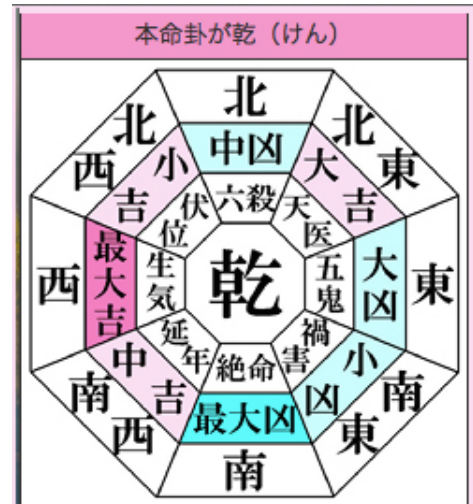 本命卦が乾（けん）
北
中凶
六殺
北東
大吉
天医
東
大凶
五鬼
南東
小凶
禍害
南
最大凶
絶命
南西
中吉
延年
西
最大吉
生気
北西
小吉
伏位
乾